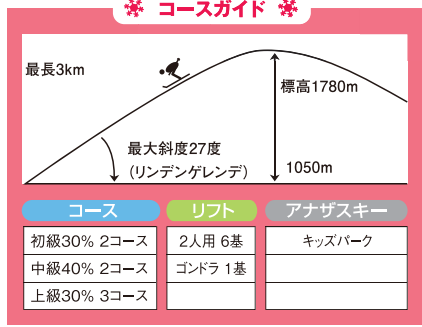 コースガイド
最長3km
標高1780m
最大斜度27度
(リンデンゲレンデ)
1050m
コース
リフト
アナザスキー
初級30% 2コース
2人用 6基
キッズパーク
中級40% 2コース
ゴンドラ 1基
上級30% 3コース